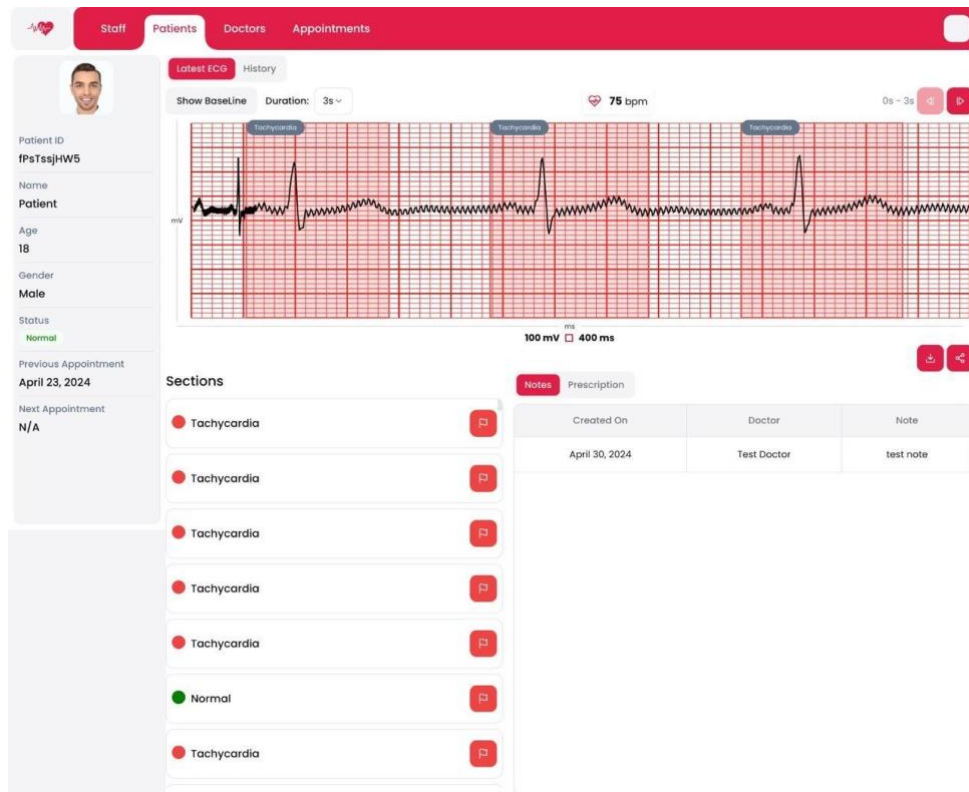 Staff Patients Doctors Appointments
Patient ID
fPsTssjHW5
Name
Patient
Age
18
Gender
Male
Status
Normal
Previous Appointment
April 23, 2024
Next Appointment
N/A
Latest ECG History
Show BaseLine Duration: 3s 75 bpm 0s - 3s
Tachycardia Tachycardia Tachycardia
mV
ms
100 mV 400 ms
Sections
Tachycardia
Tachycardia
Tachycardia
Tachycardia
Tachycardia
Normal
Tachycardia
Notes Prescription
Created On Doctor Note
April 30, 2024 Test Doctor test note